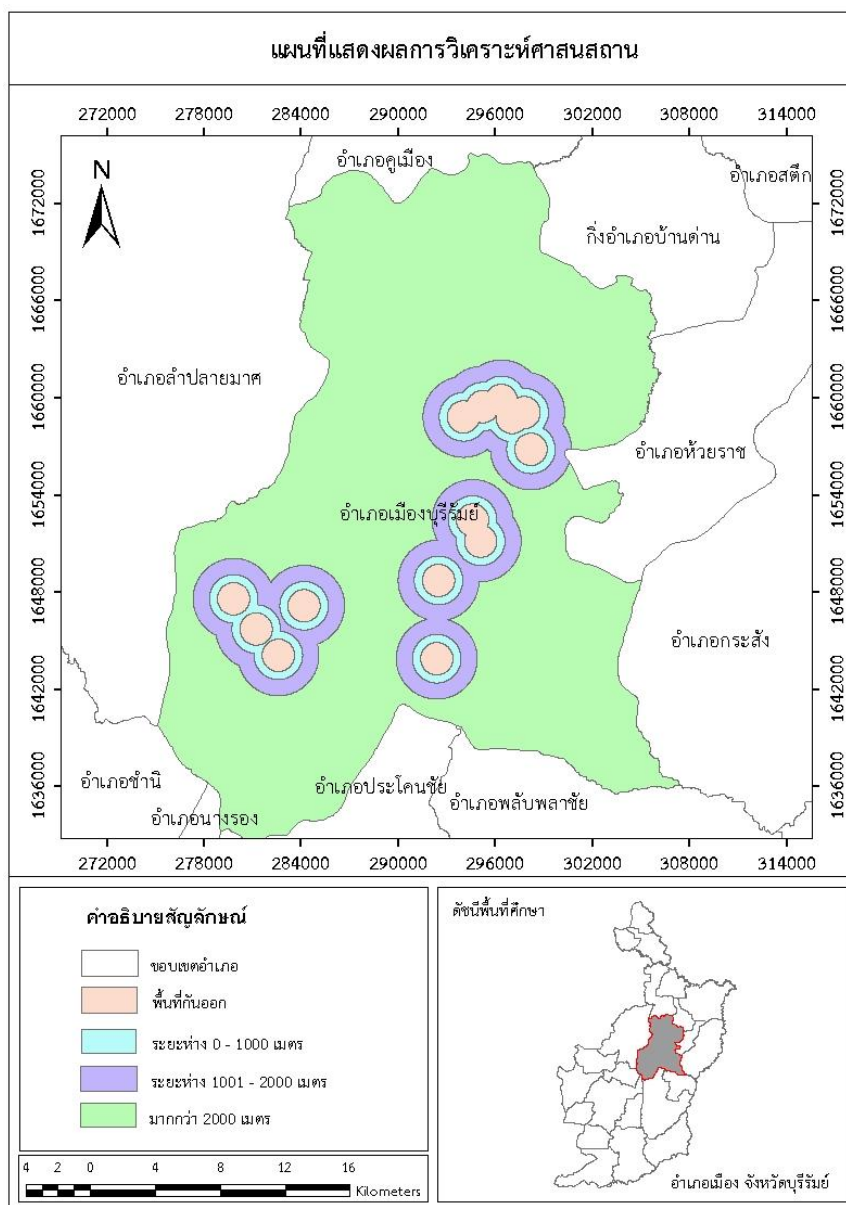 แผนที่แสดงผลการวิเคราะห์ศาสนสถาน
272000 278000 284000 290000 296000 302000 308000 314000
N
อำเภอคูเมือง
อำเภอสตึก
กิ่งอำเภอบ้านด่าน
อำเภอลำปลายมาศ
อำเภอห้วยราช
อำเภอเมืองบุรีรัมย์
อำเภอกระสัง
อำเภอชำนิ
อำเภอนางรอง
อำเภอประโคนชัย
อำเภอพลับพลาชัย
1672000
1666000
1660000
1654000
1648000
1642000
1636000
1672000
1666000
1660000
1654000
1648000
1642000
1636000
272000 278000 284000 290000 296000 302000 308000 314000
คำอธิบายสัญลักษณ์
ขอบเขตอำเภอ
พื้นที่กันออก
ระยะห่าง 0 - 1000 เมตร
ระยะห่าง 1001 - 2000 เมตร
มากกว่า 2000 เมตร
4 2 0 4 8 12 16
Kilometers
ดัชนีพื้นที่ศึกษา
อำเภอเมือง จังหวัดบุรีรัมย์